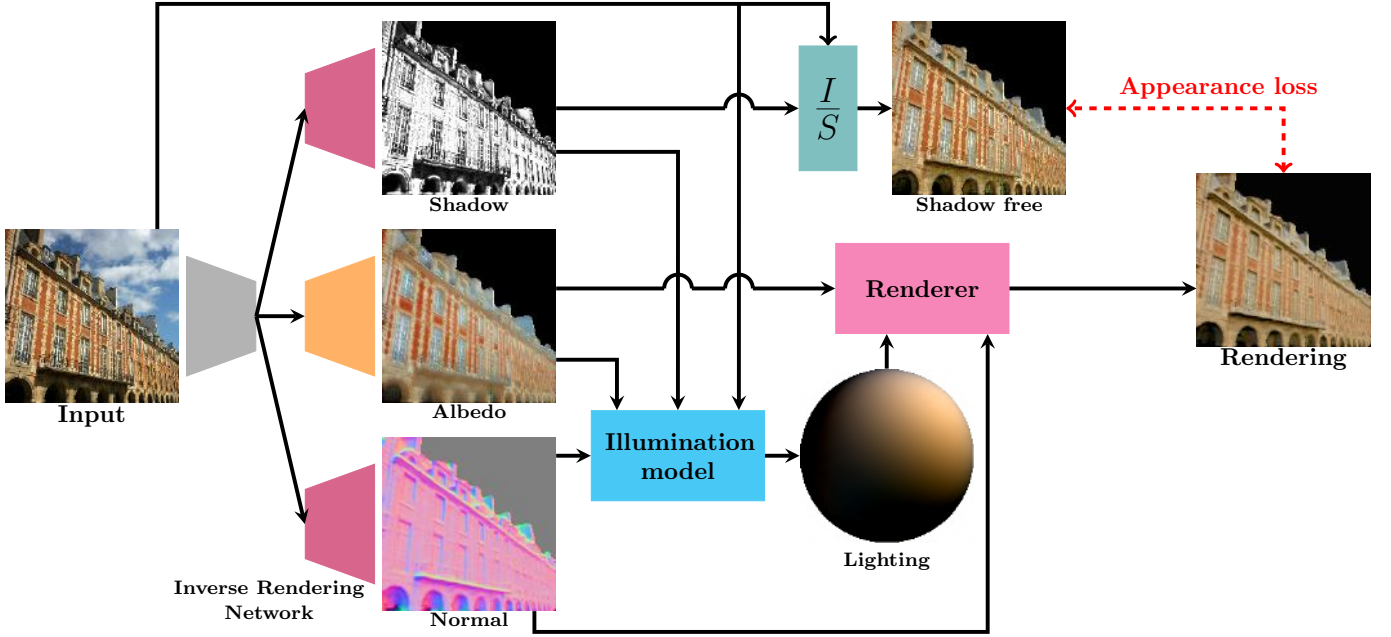 Appearance loss
I
S
Shadow
Shadow free
Renderer
Input
Albedo
Rendering
Illumination
model
Lighting
Inverse Rendering
Network
Normal